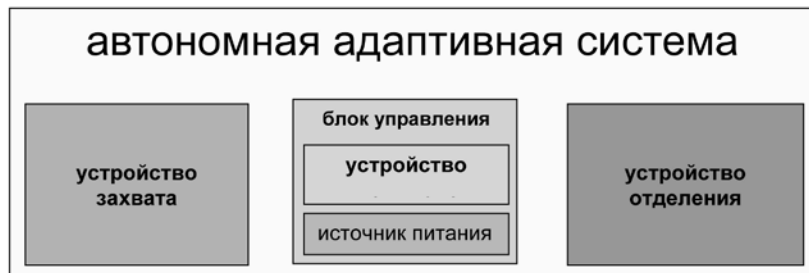 автономная адаптивная система
устройство
захвата
блок управления
устройство
источник питания
устройство
отделения